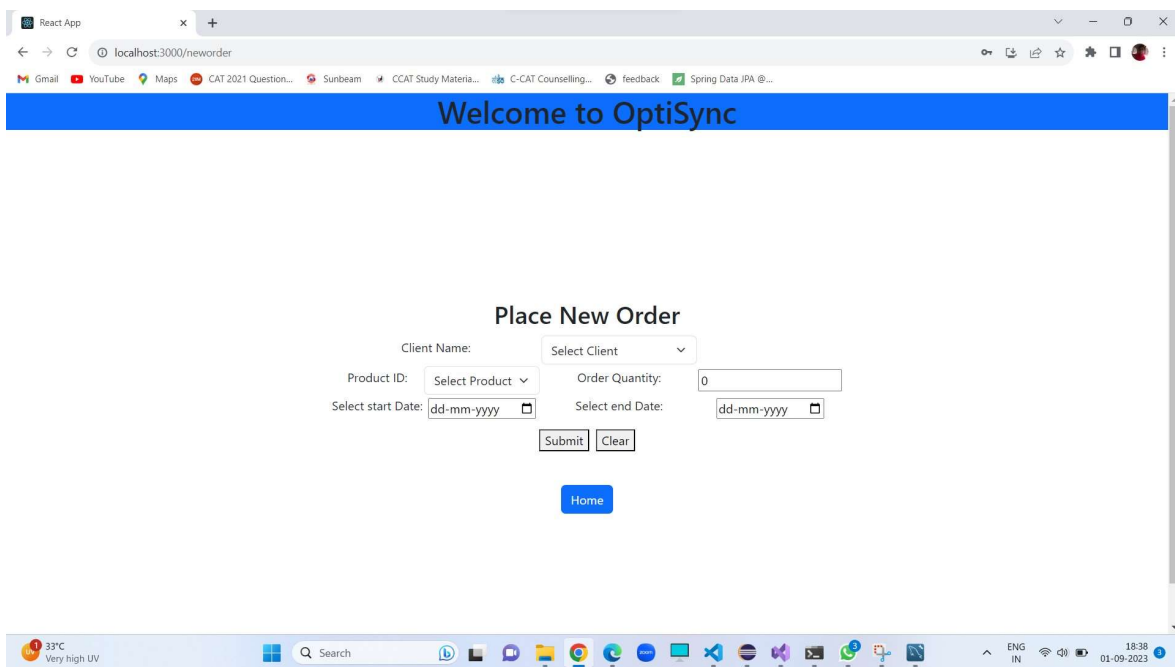 React App
localhost:3000/neworder
Gmail YouTube Maps CAT 2021 Question... Sunbeam CCAT Study Materia... C-CAT Counselling... feedback Spring Data JPA @...
Welcome to OptiSync
Place New Order
Client Name: Select Client
Product ID: Select Product Order Quantity: 0
Select start Date: dd-mm-yyyy Select end Date: dd-mm-yyyy
Submit Clear
Home
33°C
Very high UV
Search
ENG
IN
18:38
01-09-2023
3